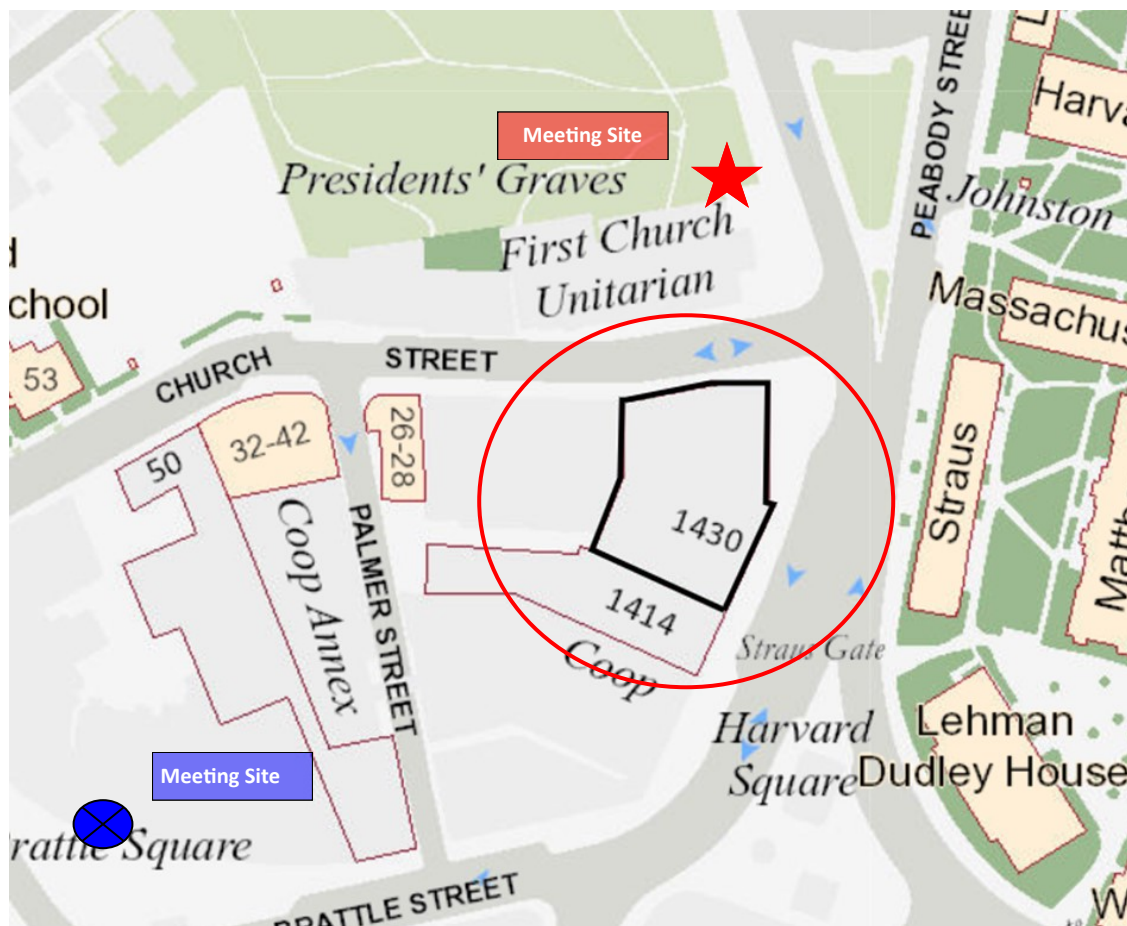 PEABODY STREE
Harva
Meeting Site
Presidents' Graves
Johnston
First Church
Unitarian
d
chool
Massachus
53
CHURCH
STREET
32-42
26-28
50
Straus
Matth
1430
Coop Annex
PALMER STREET
1414
Coop
Straus Gate
Harvard
Square
Lehman
Dudley House
Meeting Site
rattle Square
BRATTLE STREET
W